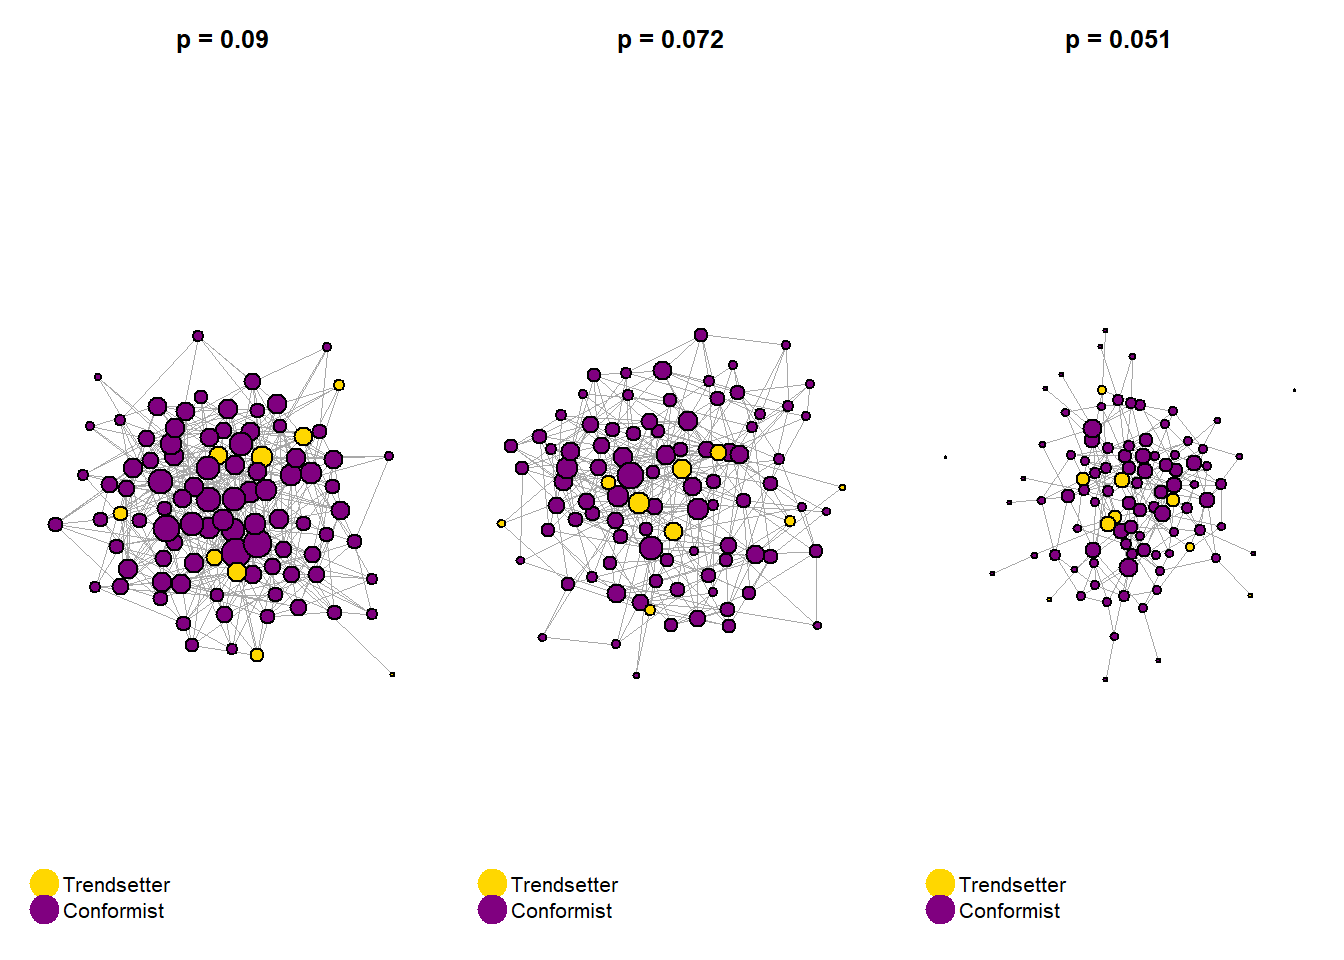 p = 0.09
p = 0.072
p = 0.051
Trendsetter
Conformist
Trendsetter
Conformist
Trendsetter
Conformist